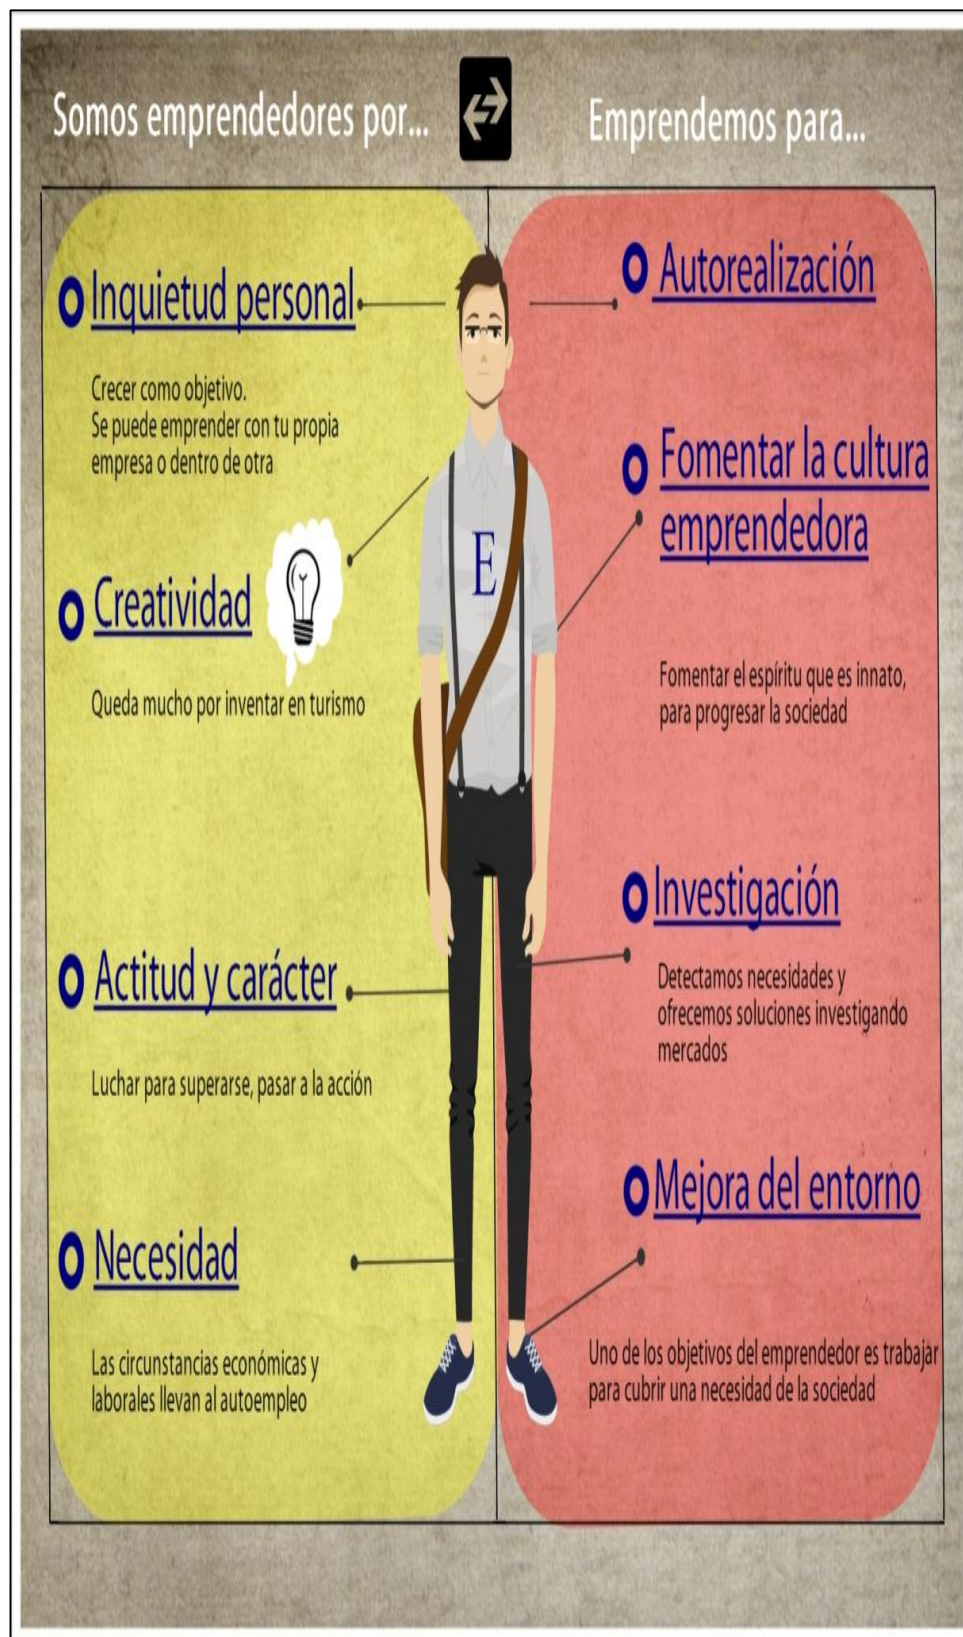 Somos emprendedores por...
Emprendemos para...
Inquietud personal
Crecer como objetivo.
Se puede emprender con tu propia
empresa o dentro de otra
Creatividad
Queda mucho por inventar en turismo
Actitud y carácter
Luchar para superarse, pasar a la acción
Necesidad
Las circunstancias económicas y
laborales llevan al autoempleo
E
Autorealización
Fomentar la cultura
emprendedora
Fomentar el espíritu que es innato,
para progresar la sociedad
Investigación
Detectamos necesidades y
ofrecemos soluciones investigando
mercados
Mejora del entorno
Uno de los objetivos del emprendedor es trabajar
para cubrir una necesidad de la sociedad